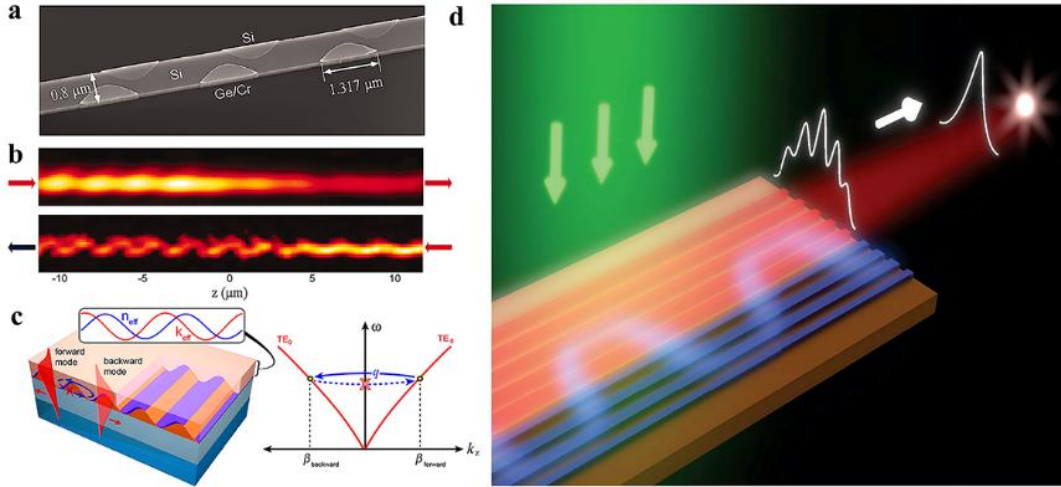 a
Si
Si
0.8 μm
Ge/Cr
1.317 μm
b
-10 -5 0 5 10
z (μm)
c
n_eff
k_eff
forward
mode
backward
mode
ω
TE₀
q
β_backward
β_forward
k_z
d